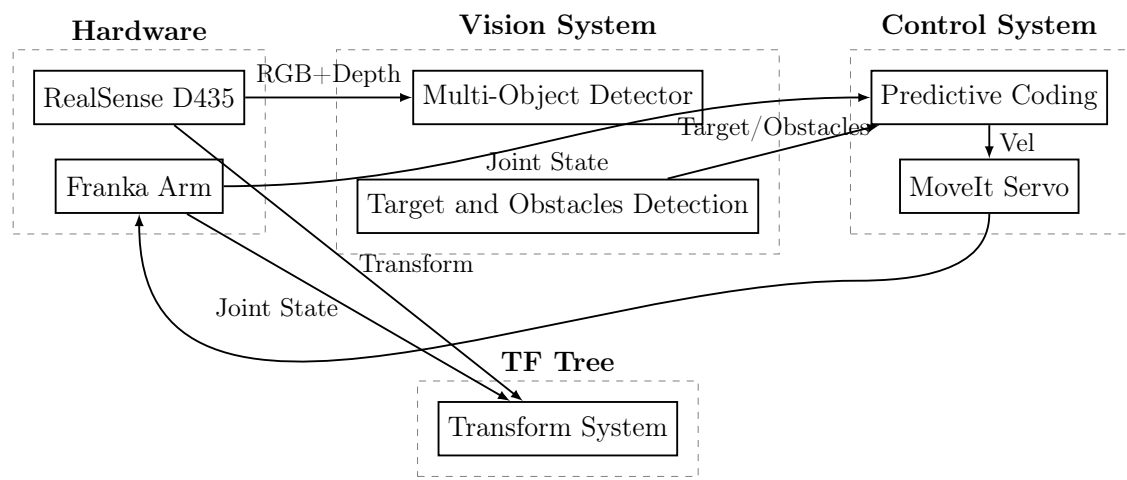 Hardware
Vision System
Control System
RealSense D435
RGB+Depth
Multi-Object Detector
Predictive Coding
Target/Obstacles
Vel
Joint State
Franka Arm
MoveIt Servo
Target and Obstacles Detection
Transform
Joint State
TF Tree
Transform System